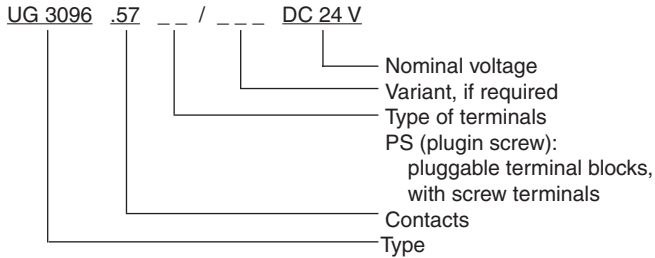 UG 3096 .57 _ _ / _ _ _ DC 24 V
Nominal voltage
Variant, if required
Type of terminals
PS (plugin screw):
pluggable terminal blocks,
with screw terminals
Contacts
Type